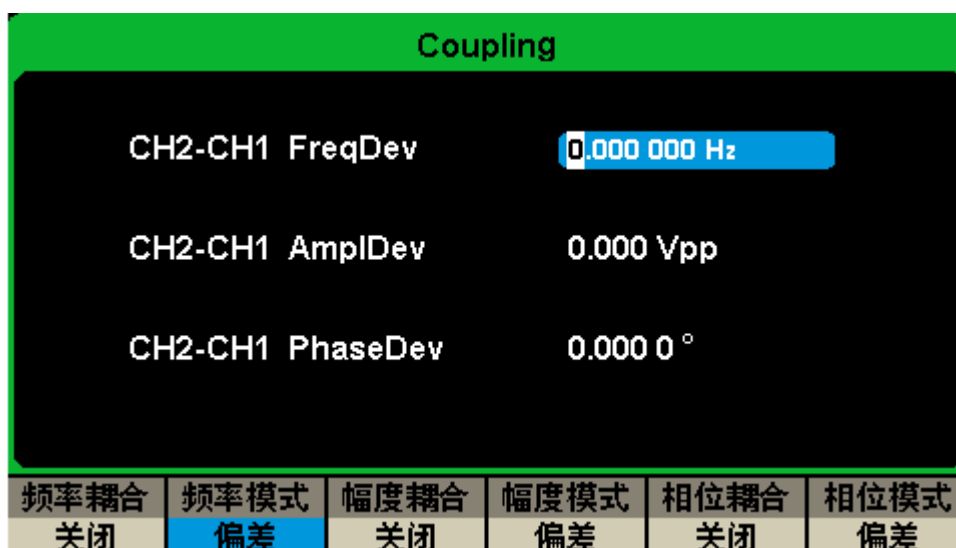 Coupling
CH2-CH1 FreqDev 0.000 000 Hz
CH2-CH1 AmplDev 0.000 Vpp
CH2-CH1 PhaseDev 0.000 0 °
频率耦合 频率模式 幅度耦合 幅度模式 相位耦合 相位模式
关闭 偏差 关闭 偏差 关闭 偏差